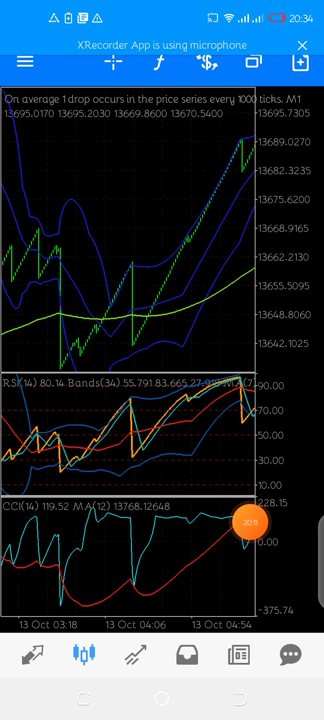 20:34
XRecorder App is using microphone
On average 1 drop occurs in the price series every 1000 ticks. M1
13695.0170 13695.2030 13669.8600 13670.5400
13695.7305
13689.0270
13682.3235
13675.6200
13668.9165
13662.2130
13655.5095
13648.8060
13642.1025
RSI(14) 80.14 Bands(34) 55.791 83.665 27.9
90.00
70.00
50.00
30.00
10.00
CCI(14) 119.52 MA(12) 13768.12648
228.15
20:11
0.00
-375.74
13 Oct 03:18
13 Oct 04:06
13 Oct 04:54